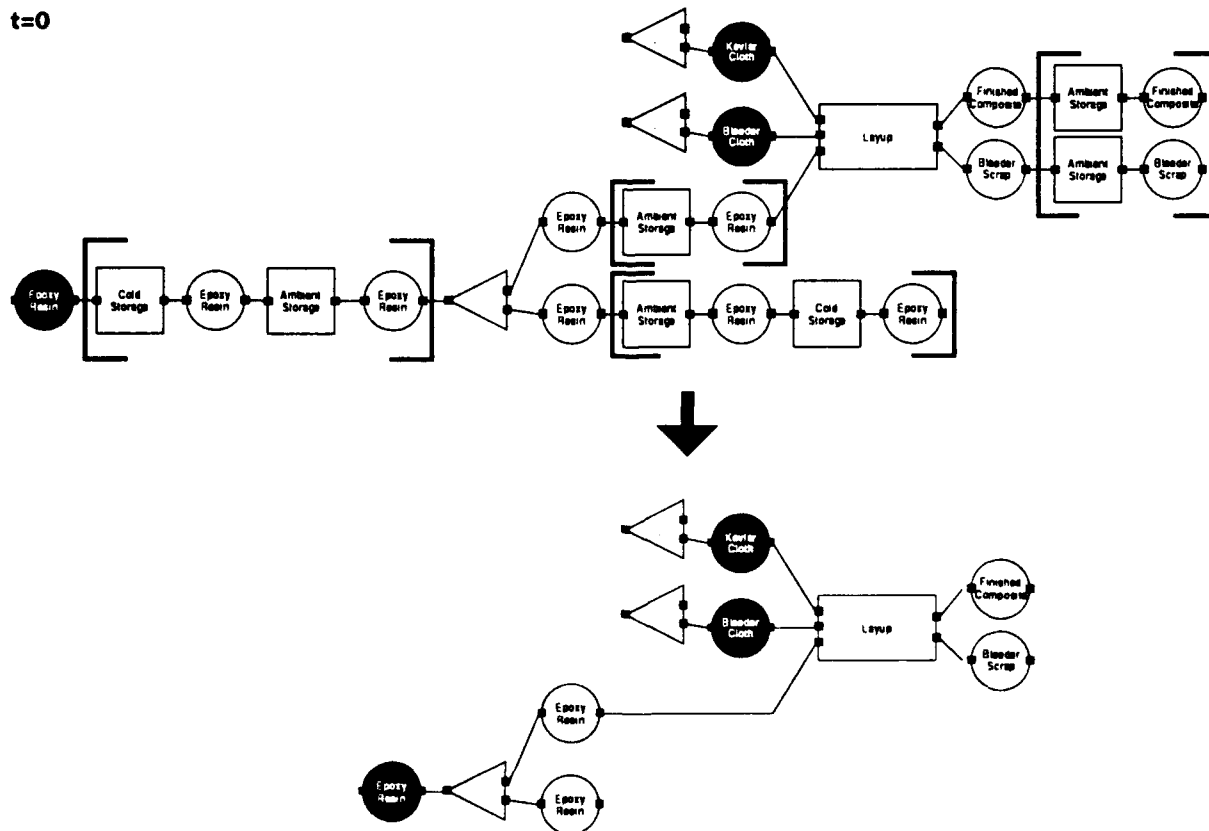 t=0
Kevlar
Cloth
Bleeder
Cloth
Layup
Finished
Composite
Ambient
Storage
Finished
Composite
Bleeder
Scrap
Ambient
Storage
Bleeder
Scrap
Epoxy
Resin
Ambient
Storage
Epoxy
Resin
Epoxy
Resin
Cold
Storage
Epoxy
Resin
Ambient
Storage
Epoxy
Resin
Epoxy
Resin
Ambient
Storage
Epoxy
Resin
Cold
Storage
Epoxy
Resin
Kevlar
Cloth
Bleeder
Cloth
Layup
Finished
Composite
Bleeder
Scrap
Epoxy
Resin
Epoxy
Resin
Epoxy
Resin